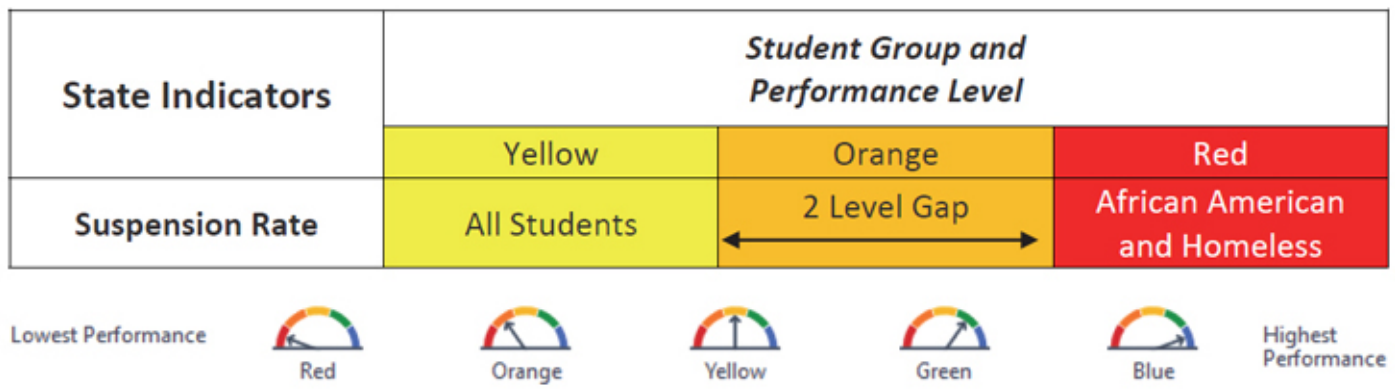 State Indicators
Student Group and
Performance Level
Yellow
Orange
Red
Suspension Rate
All Students
2 Level Gap
African American
and Homeless
Lowest Performance
Red
Orange
Yellow
Green
Blue
Highest
Performance